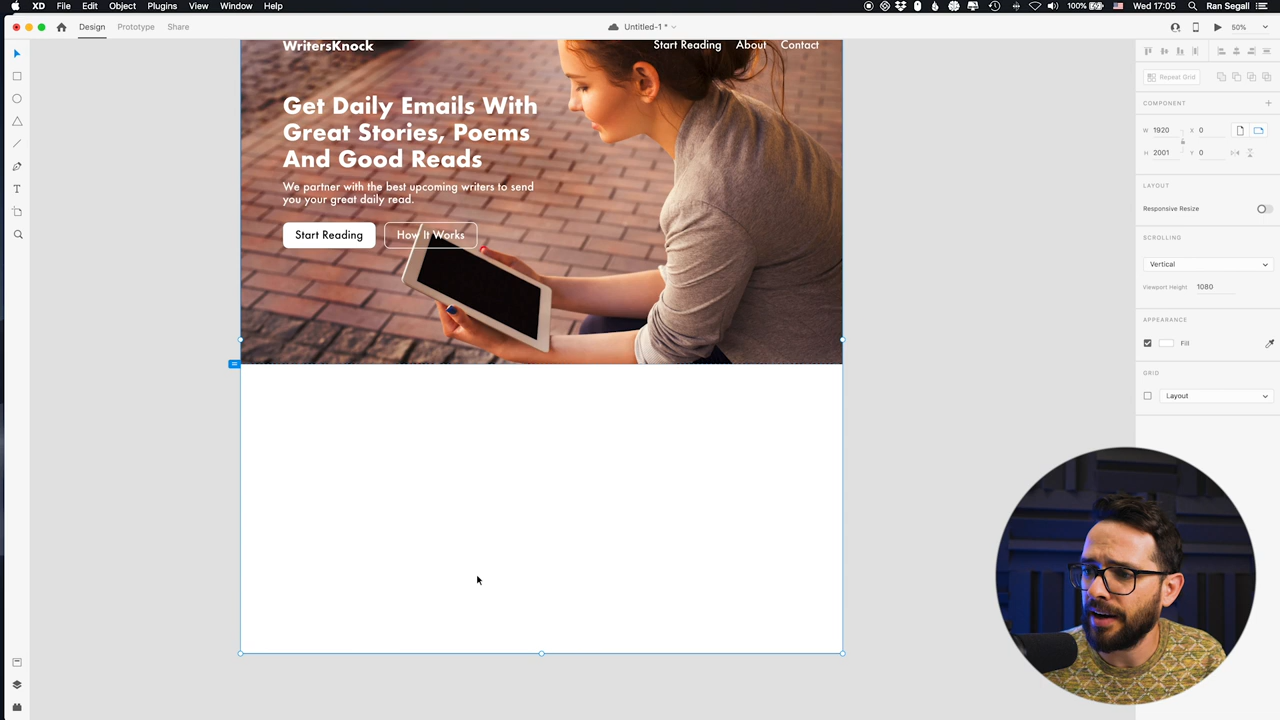 XD File Edit Object Plugins View Window Help
100% Wed 17:05 Ran Segall
Design Prototype Share
Untitled-1 *
50%
WritersKnock
Start Reading About Contact
Get Daily Emails With
Great Stories, Poems
And Good Reads
We partner with the best upcoming writers to send
you your great daily read.
Start Reading How It Works
Repeat Grid
COMPONENT
W 1920 X 0
H 2001 Y 0
LAYOUT
Responsive Resize
SCROLLING
Vertical
Viewport Height 1080
APPEARANCE
Fill
GRID
Layout